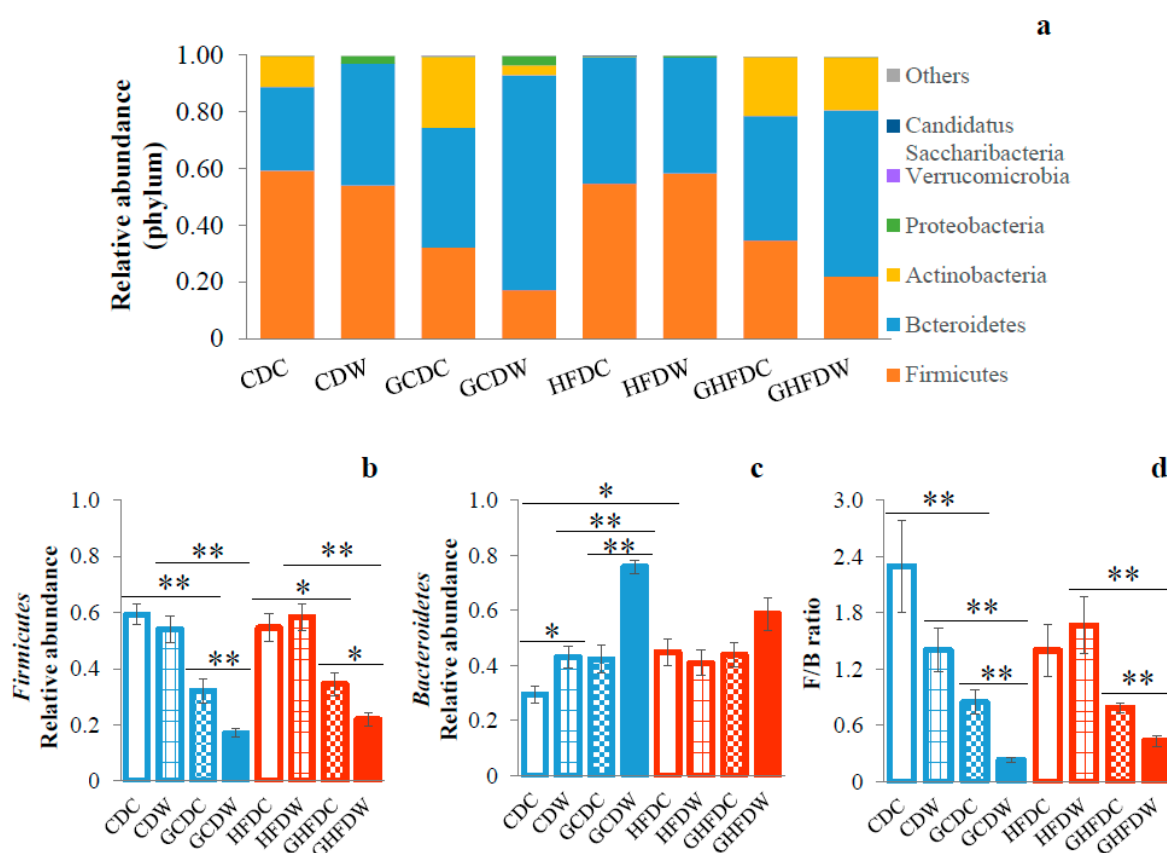 a
Relative abundance
(phylum)
1.00
0.80
0.60
0.40
0.20
0
CDC
CDW
GCDC
GCDW
HFDC
HFDW
GHFDC
GHFDW
Others
Candidatus
Saccharibacteria
Verrucomicrobia
Proteobacteria
Actinobacteria
Bcteroidetes
Firmicutes
b
Firmicutes
Relative abundance
1.0
0.8
0.6
0.4
0.2
0
**
**
**
**
*
*
CDC
CDW
GCDC
GCDW
HFDC
HFDW
GHFDC
GHFDW
c
Bacteroidetes
Relative abundance
1.0
0.8
0.6
0.4
0.2
0
*
**
**
*
CDC
CDW
GCDC
GCDW
HFDC
HFDW
GHFDC
GHFDW
d
F/B ratio
3.0
2.4
1.8
1.2
0.6
0
**
**
**
**
**
CDC
CDW
GCDC
GCDW
HFDC
HFDW
GHFDC
GHFDW